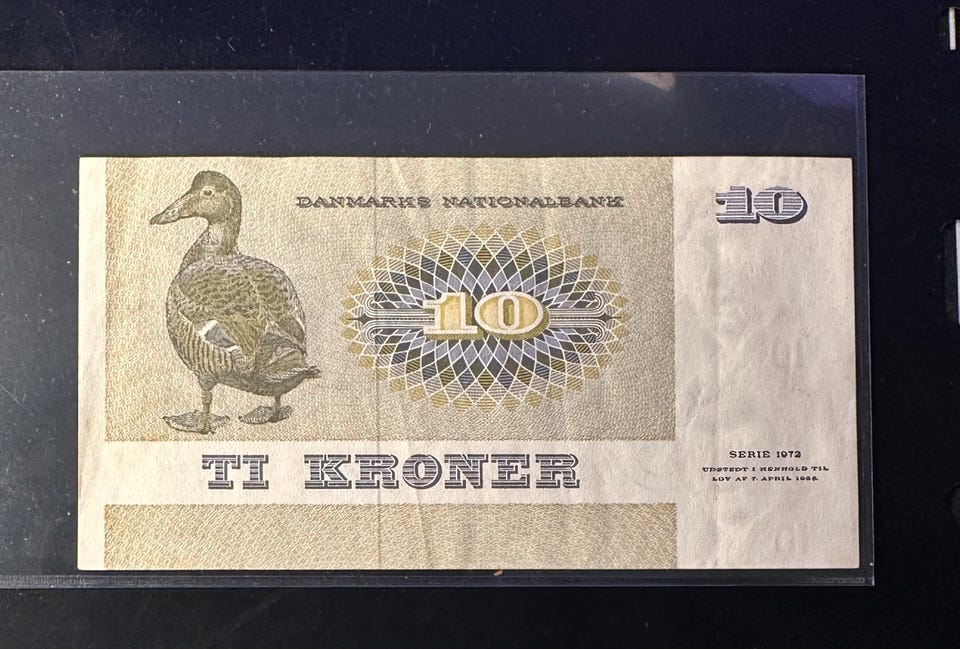 DANMARKS NATIONALBANK
10
10
TI KRONER
SERIE 1972
UDSTEDT I HENHOLD TIL
LOV AF 7. APRIL 1936.